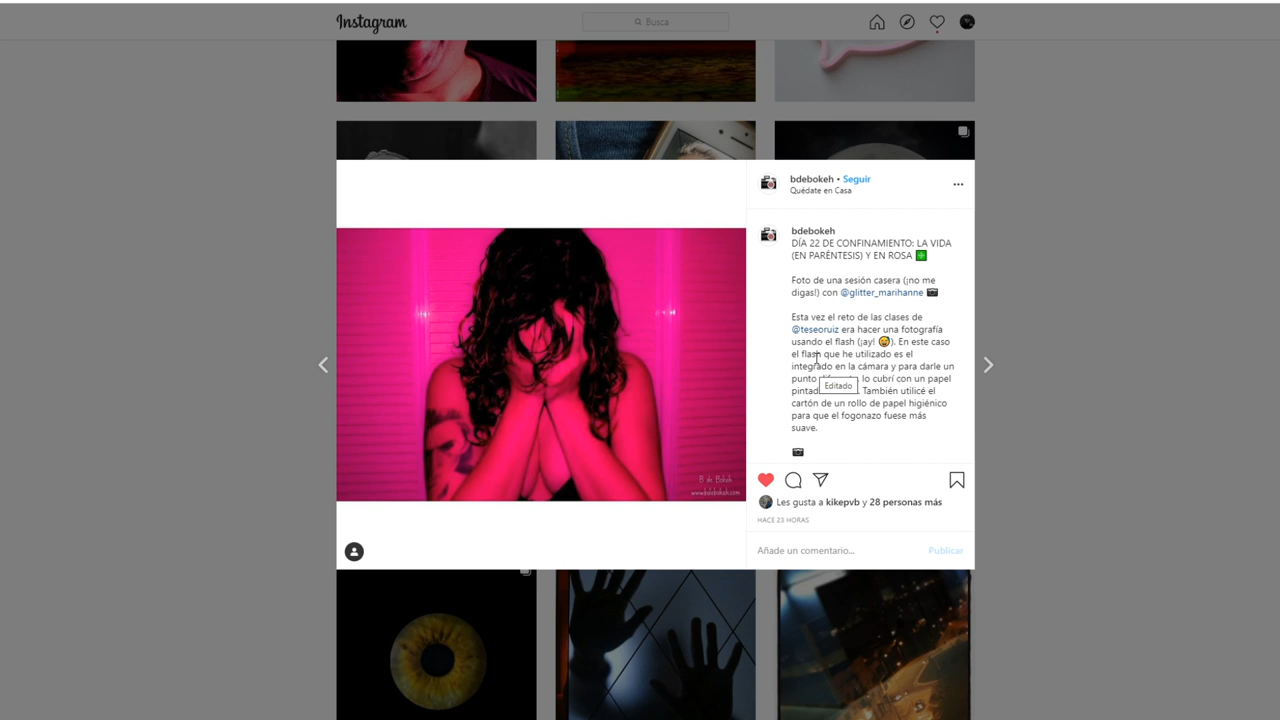 Instagram
Busca
bdebokeh • Seguir
Quédate en Casa
bdebokeh
DÍA 22 DE CONFINAMIENTO: LA VIDA
(EN PARÉNTESIS) Y EN ROSA
Foto de una sesión casera (¡no me
digas!) con @glitter_marihanne
Esta vez el reto de las clases de
@teseoruiz era hacer una fotografía
usando el flash (¡ay! 😅). En este caso
el flash que he utilizado es el
integrado en la cámara y para darle un
punto lo cubrí con un papel
Editado
También utilicé el
cartón de un rollo de papel higiénico
para que el fogonazo fuese más
suave.
B de Bokeh
www.bdebokeh.com
Les gusta a kikepvb y 28 personas más
HACE 23 HORAS
Añade un comentario...
Publicar